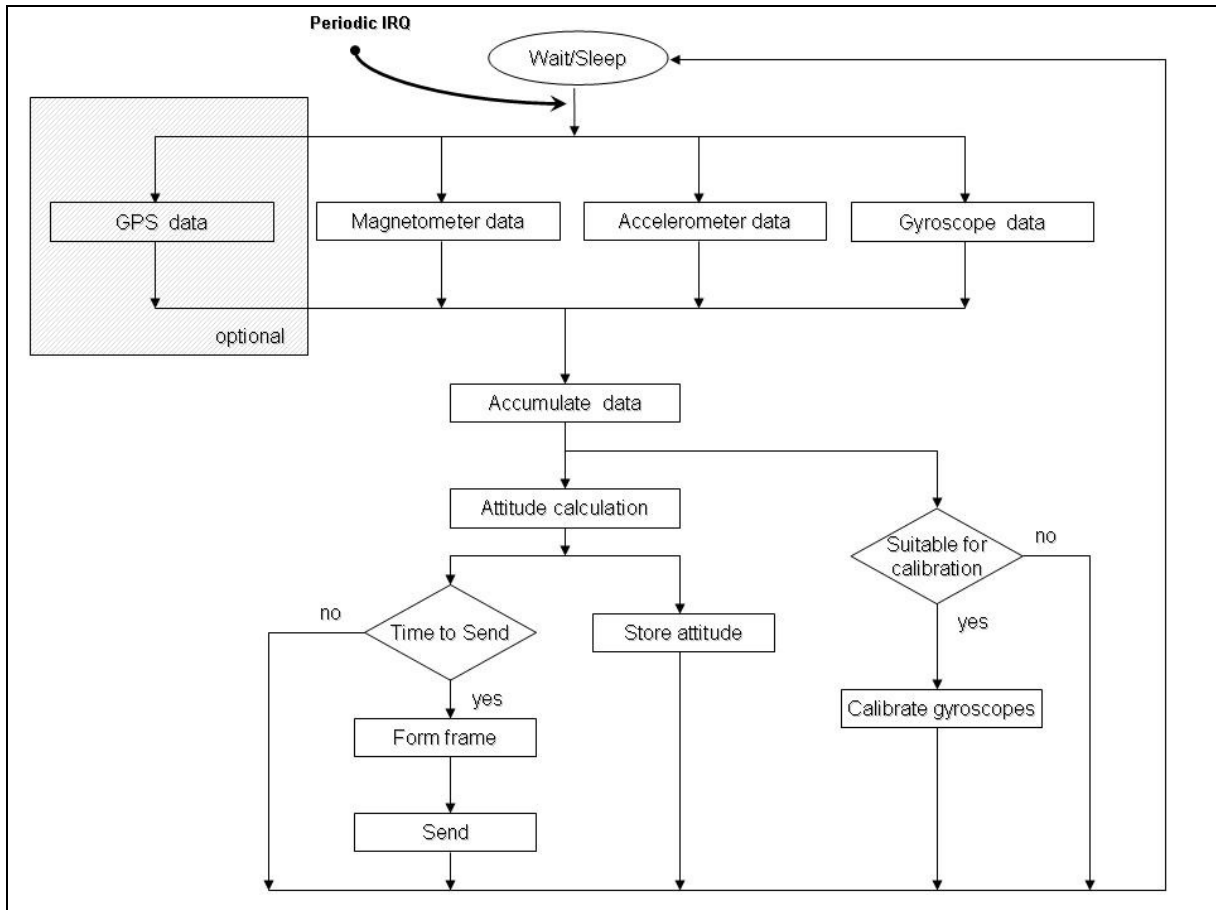 Periodic IRQ
Wait/Sleep
GPS data
Magnetometer data
Accelerometer data
Gyroscope data
optional
Accumulate data
Attitude calculation
Suitable for
calibration
no
no
Time to Send
Store attitude
yes
yes
Calibrate gyroscopes
Form frame
Send